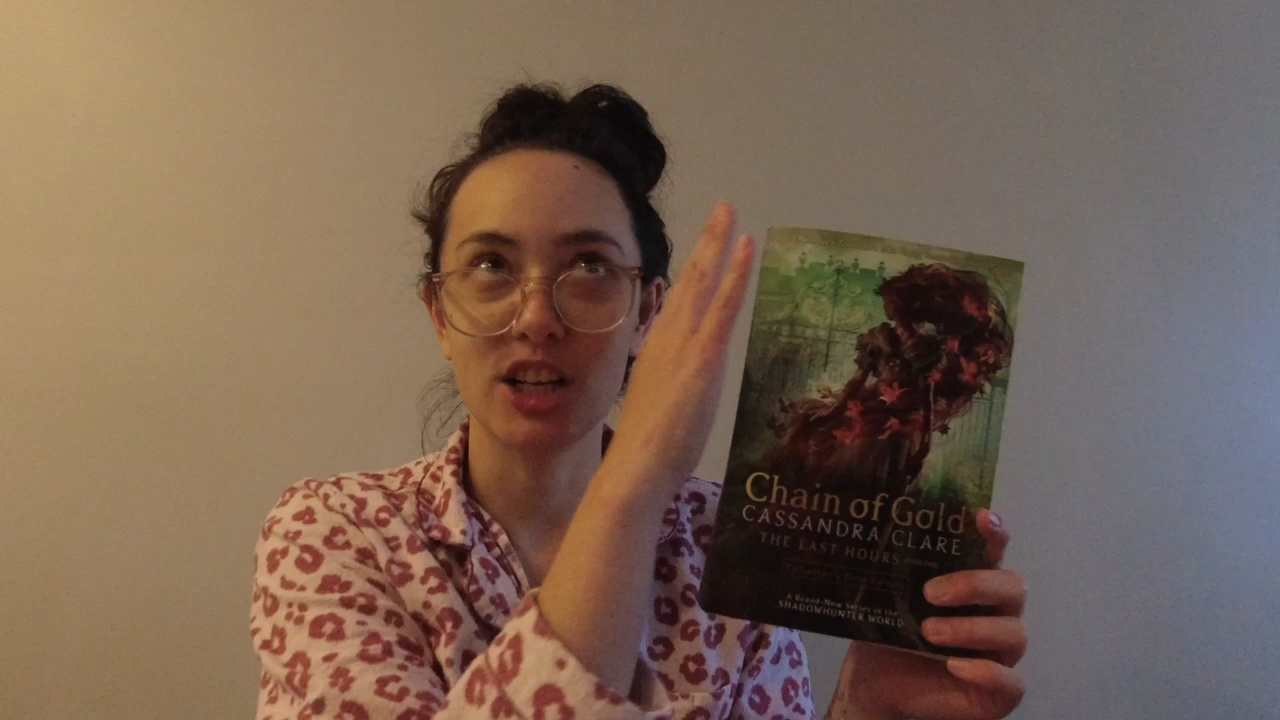 Chain of Gold
CASSANDRA CLARE
THE LAST HOURS
A Brand-New Series in the
SHADOWHUNTER WORLD